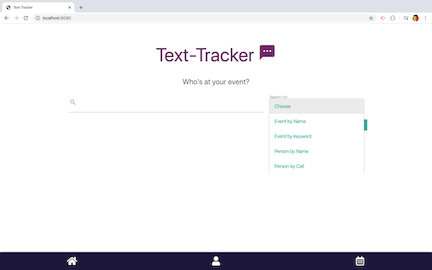 Text Tracker
localhost:8080
Text-Tracker
Who's at your event?
Search For:
Choose
Event by Name
Event by Keyword
Person by Name
Person by Cell